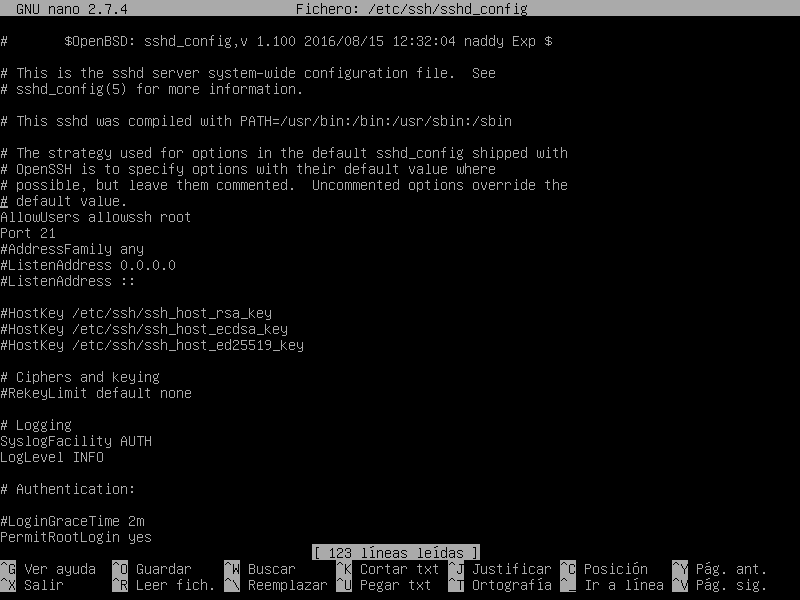 GNU nano 2.7.4 Fichero: /etc/ssh/sshd_config
# $OpenBSD: sshd_config,v 1.100 2016/08/15 12:32:04 naddy Exp $
# This is the sshd server system-wide configuration file.  See
# sshd_config(5) for more information.
# This sshd was compiled with PATH=/usr/bin:/bin:/usr/sbin:/sbin
# The strategy used for options in the default sshd_config shipped with
# OpenSSH is to specify options with their default value where
# possible, but leave them commented.  Uncommented options override the
# default value.
AllowUsers allowssh root
Port 21
#AddressFamily any
#ListenAddress 0.0.0.0
#ListenAddress ::
#HostKey /etc/ssh/ssh_host_rsa_key
#HostKey /etc/ssh/ssh_host_ecdsa_key
#HostKey /etc/ssh/ssh_host_ed25519_key
# Ciphers and keying
#RekeyLimit default none
# Logging
SyslogFacility AUTH
LogLevel INFO
# Authentication:
#LoginGraceTime 2m
PermitRootLogin yes
[ 123 líneas leídas ]
^G Ver ayuda ^O Guardar ^W Buscar ^K Cortar txt ^J Justificar ^C Posición ^Y Pág. ant.
^X Salir ^R Leer fich. ^\ Reemplazar ^U Pegar txt ^T Ortografía ^_ Ir a línea ^V Pág. sig.